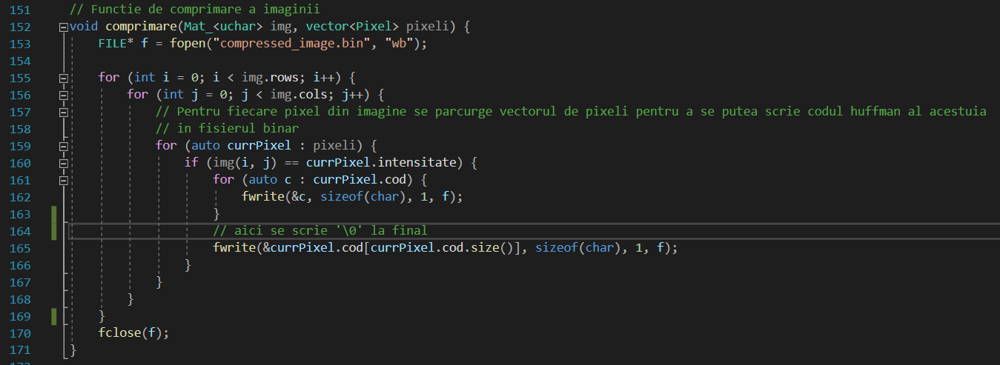 151 // Functie de comprimare a imaginii
152 void comprimare(Mat_<uchar> img, vector<Pixel> pixeli) {
153 FILE* f = fopen("compressed_image.bin", "wb");
154
155 for (int i = 0; i < img.rows; i++) {
156 for (int j = 0; j < img.cols; j++) {
157 // Pentru fiecare pixel din imagine se parcurge vectorul de pixeli pentru a se putea scrie codul huffman al acestuia
158 // in fisierul binar
159 for (auto currPixel : pixeli) {
160 if (img(i, j) == currPixel.intensitate) {
161 for (auto c : currPixel.cod) {
162 fwrite(&c, sizeof(char), 1, f);
163 }
164 // aici se scrie '\0' la final
165 fwrite(&currPixel.cod[currPixel.cod.size()], sizeof(char), 1, f);
166 }
167 }
168 }
169 }
170 fclose(f);
171 }